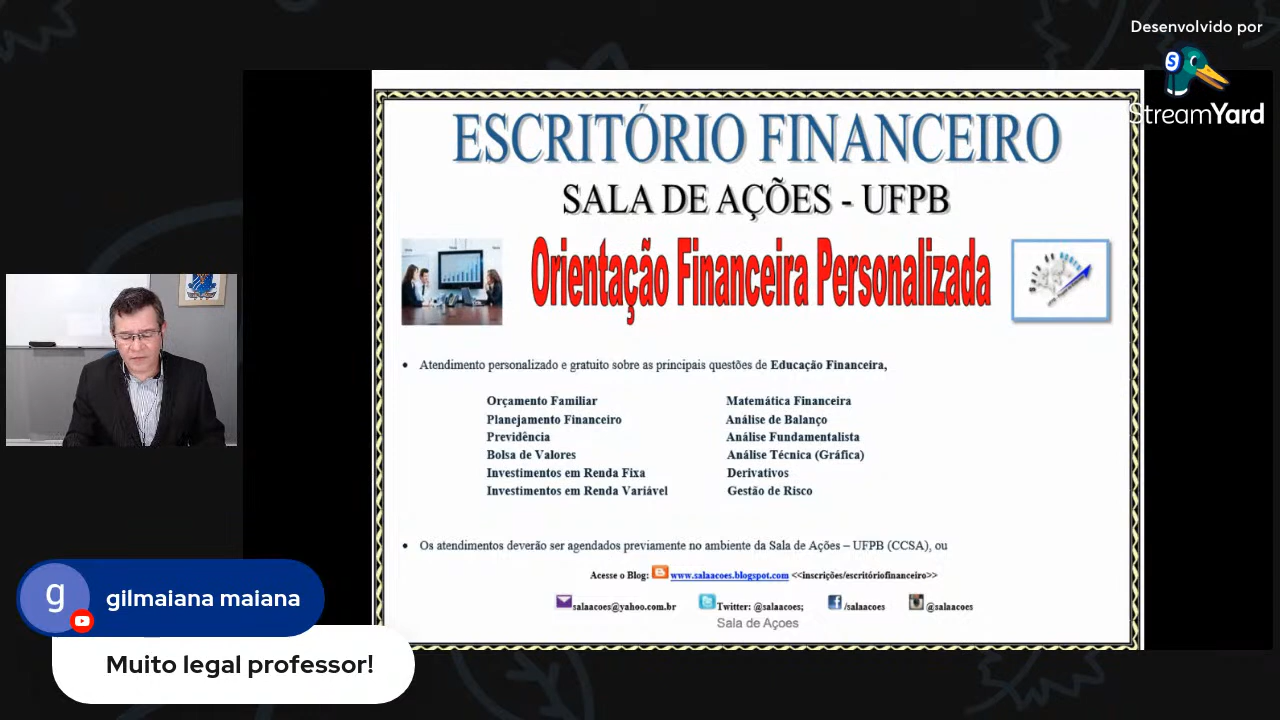 Desenvolvido por
StreamYard
ESCRITÓRIO FINANCEIRO
SALA DE AÇÕES - UFPB
Orientação Financeira Personalizada
• Atendimento personalizado e gratuito sobre as principais questões de Educação Financeira,
Orçamento Familiar
Planejamento Financeiro
Previdência
Bolsa de Valores
Investimentos em Renda Fixa
Investimentos em Renda Variável
Matemática Financeira
Análise de Balanço
Análise Fundamentalista
Análise Técnica (Gráfica)
Derivativos
Gestão de Risco
• Os atendimentos deverão ser agendados previamente no ambiente da Sala de Ações – UFPB (CCSA), ou
Acesse o Blog: www.salaacoes.blogspot.com <<inscrições/escritóriofinanceiro>>
salaacoes@yahoo.com.br Twitter: @salaacoes; /salaacoes @salaacoes
Sala de Açoes
g
gilmaiana maiana
Muito legal professor!